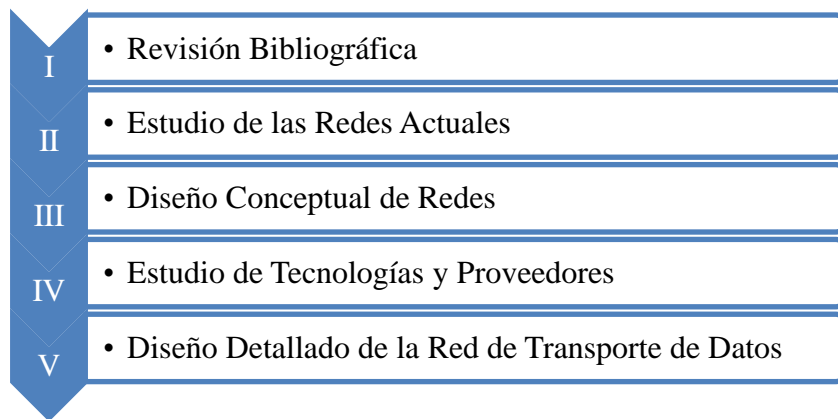 I
• Revisión Bibliográfica
II
• Estudio de las Redes Actuales
III
• Diseño Conceptual de Redes
IV
• Estudio de Tecnologías y Proveedores
V
• Diseño Detallado de la Red de Transporte de Datos